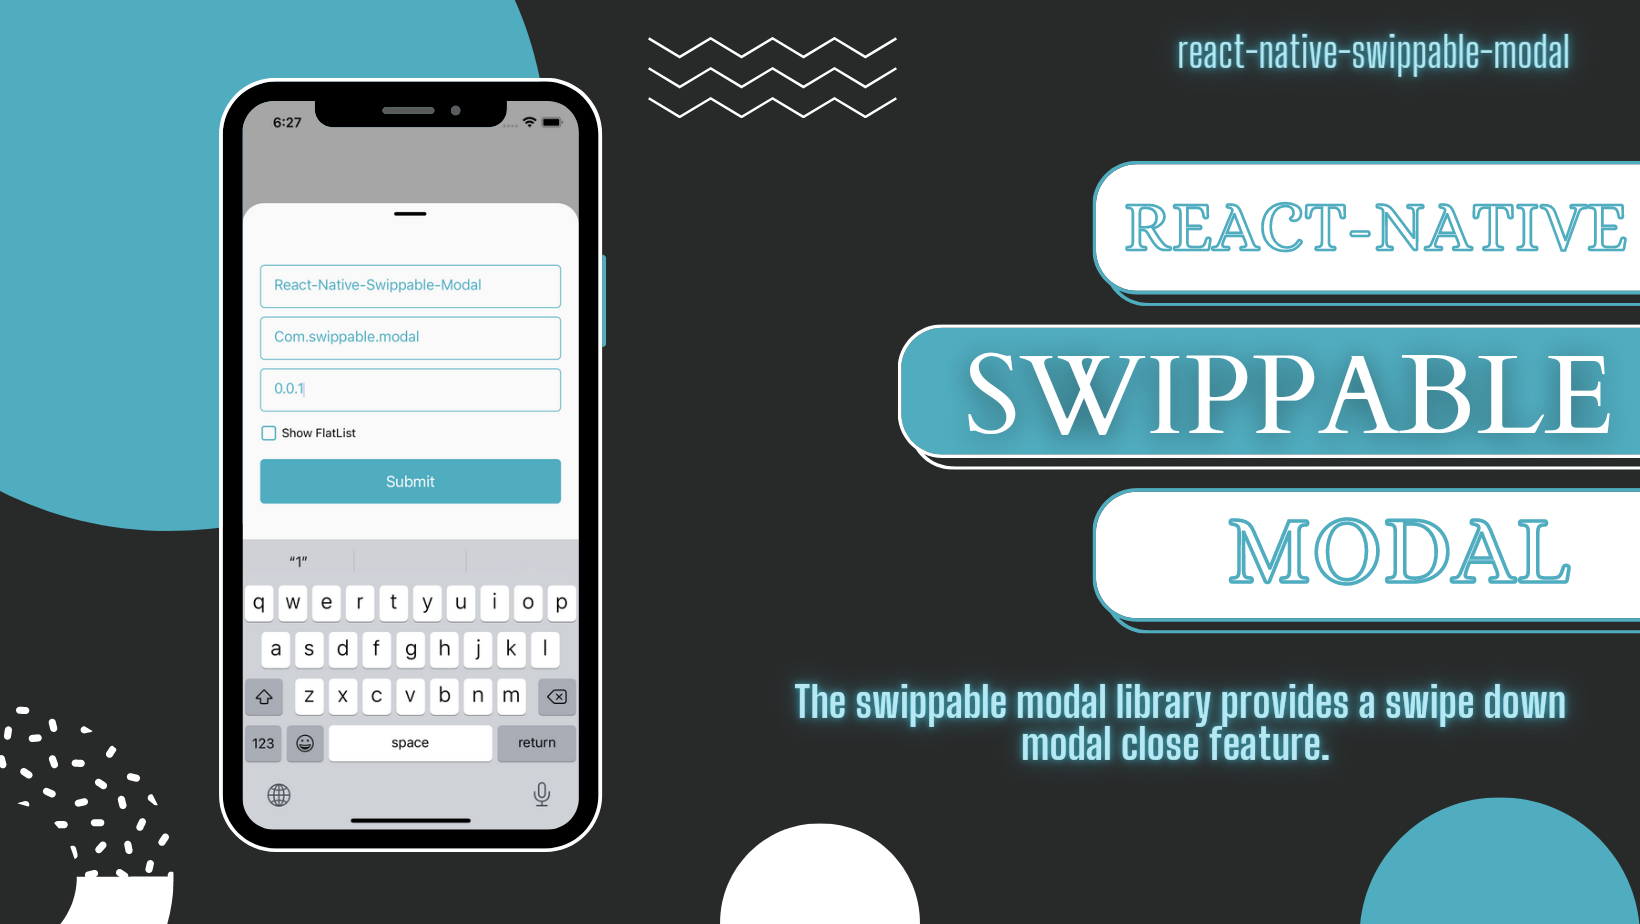 react-native-swippable-modal
REACT-NATIVE
SWIPPABLE
MODAL
The swippable modal library provides a swipe down
modal close feature.
6:27
React-Native-Swippable-Modal
Com.swippable.modal
0.0.1
Show FlatList
Submit
“1”
q w e r t y u i o p
a s d f g h j k l
z x c v b n m
123 space return